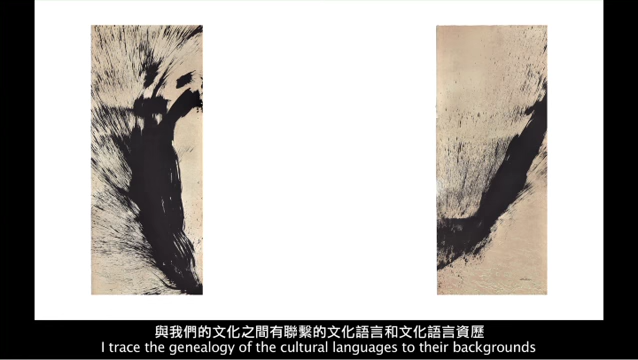 與我們的文化之間有聯繫的文化語言和文化語言資歷
I trace the genealogy of the cultural languages to their backgrounds